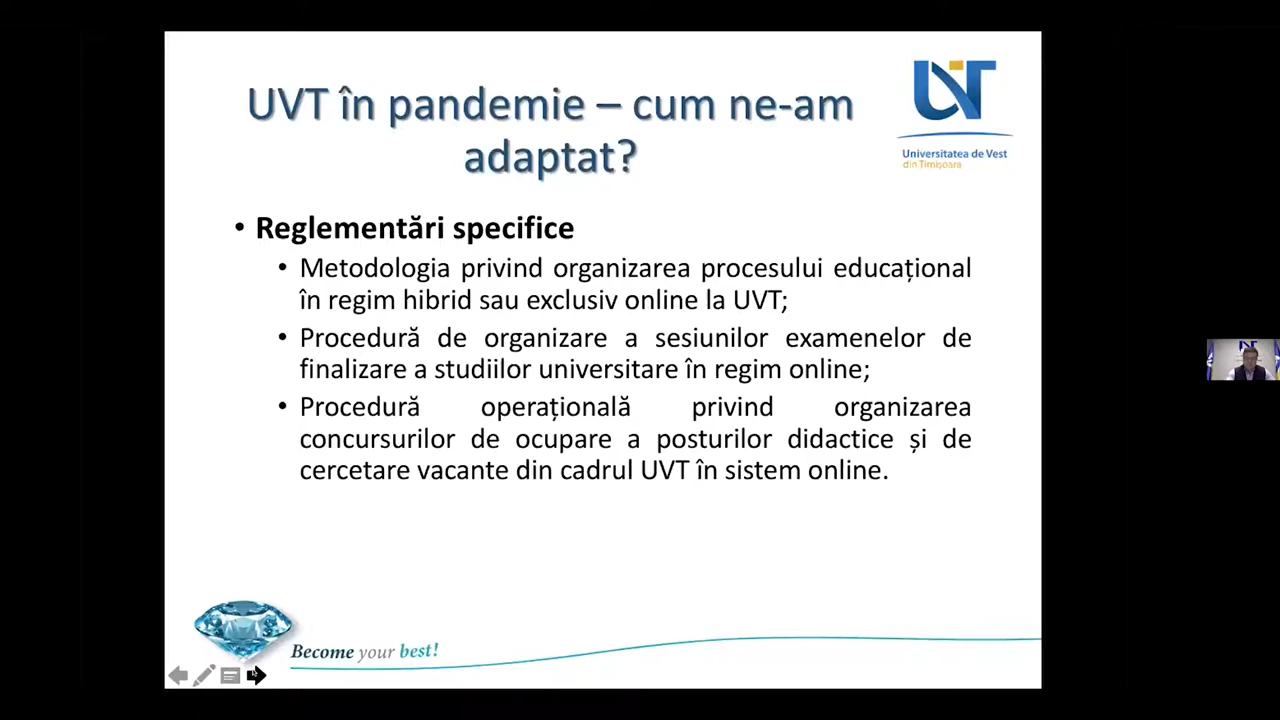 UVT în pandemie – cum ne-am
adaptat?
UVT
Universitatea de Vest
din Timișoara
• Reglementări specifice
• Metodologia privind organizarea procesului educațional
în regim hibrid sau exclusiv online la UVT;
• Procedură de organizare a sesiunilor examenelor de
finalizare a studiilor universitare în regim online;
• Procedură operațională privind organizarea
concursurilor de ocupare a posturilor didactice și de
cercetare vacante din cadrul UVT în sistem online.
Become your best!